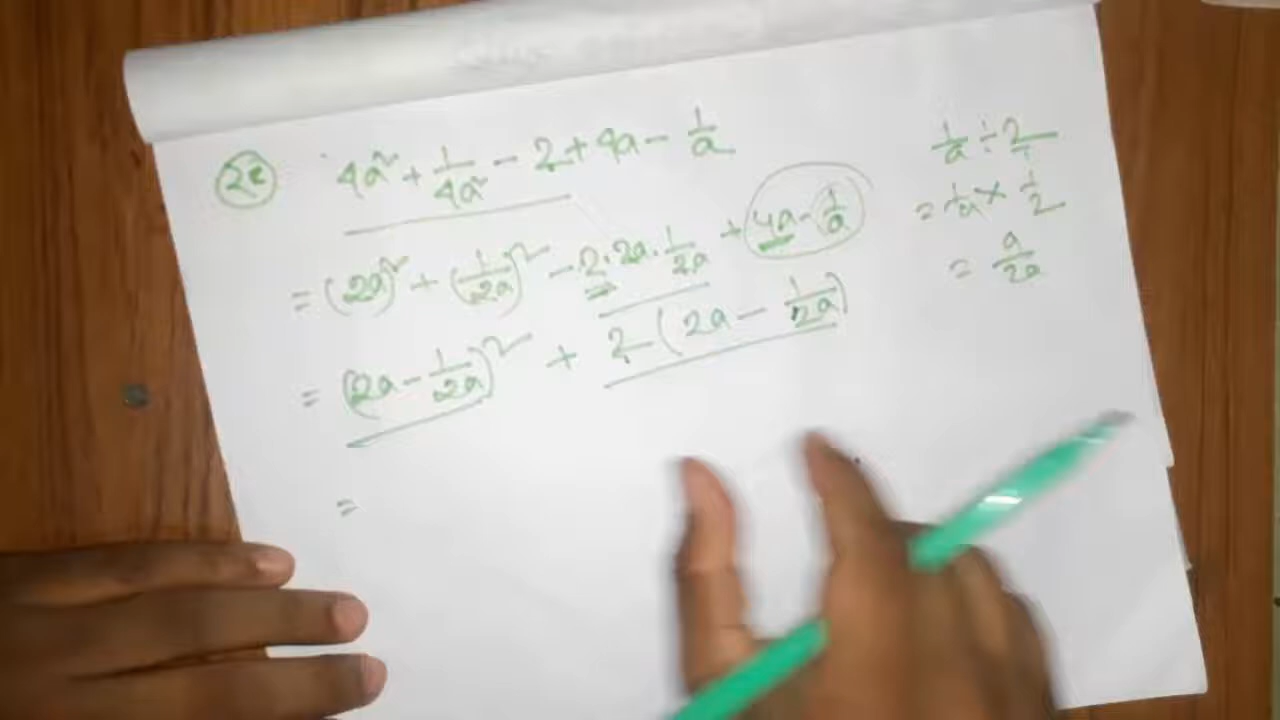 2৫ 4a² + 1/4a² - 2 + 4a - 1/a
= (2a)² + (1/2a)² - 2.2a.1/2a + 4a - 1/a
= (2a - 1/2a)² + 2(2a - 1/2a)
=
1/a ÷ 2/1
= 1/a × 1/2
= a/2a